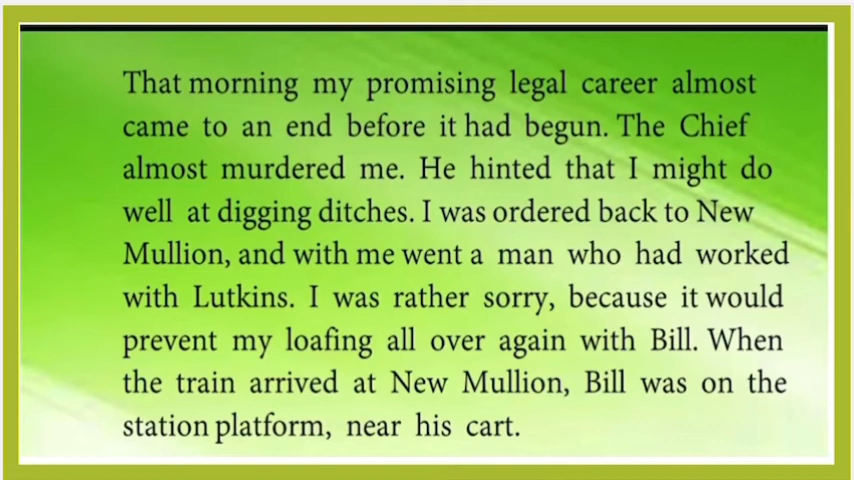 That morning my promising legal career almost
came to an end before it had begun. The Chief
almost murdered me. He hinted that I might do
well at digging ditches. I was ordered back to New
Mullion, and with me went a man who had worked
with Lutkins. I was rather sorry, because it would
prevent my loafing all over again with Bill. When
the train arrived at New Mullion, Bill was on the
station platform, near his cart.